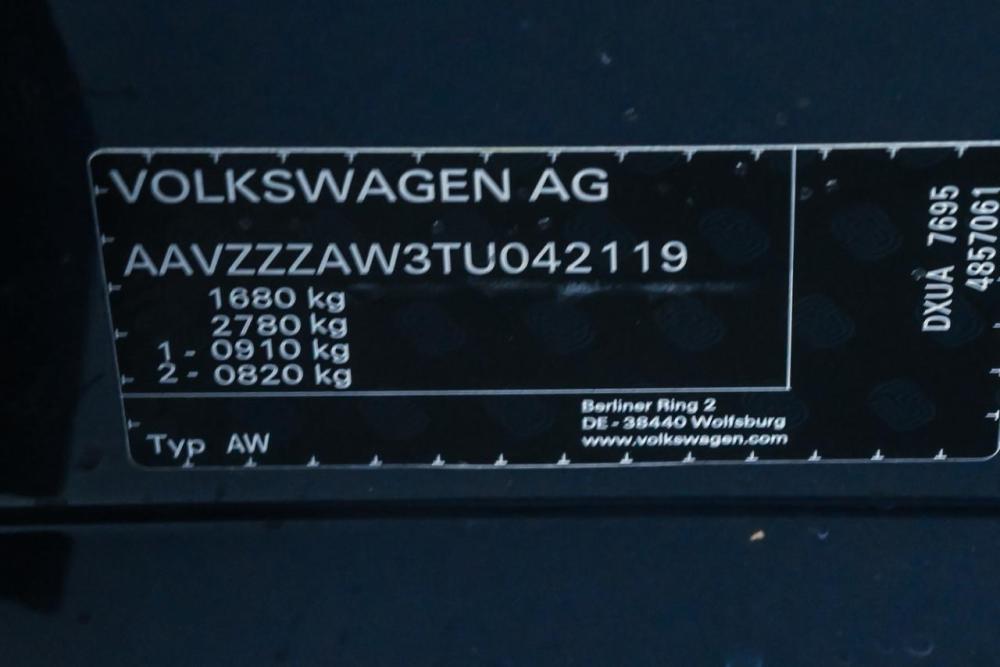 VOLKSWAGEN AG
AAVZZZAW3TU042119
1680 kg
2780 kg
1 - 0910 kg
2 - 0820 kg
Typ AW
Berliner Ring 2
DE - 38440 Wolfsburg
www.volkswagen.com
DXUA 7695
4857061